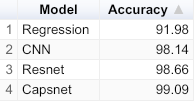 Model Accuracy
1 Regression 91.98
2 CNN 98.14
3 Resnet 98.66
4 Capsnet 99.09